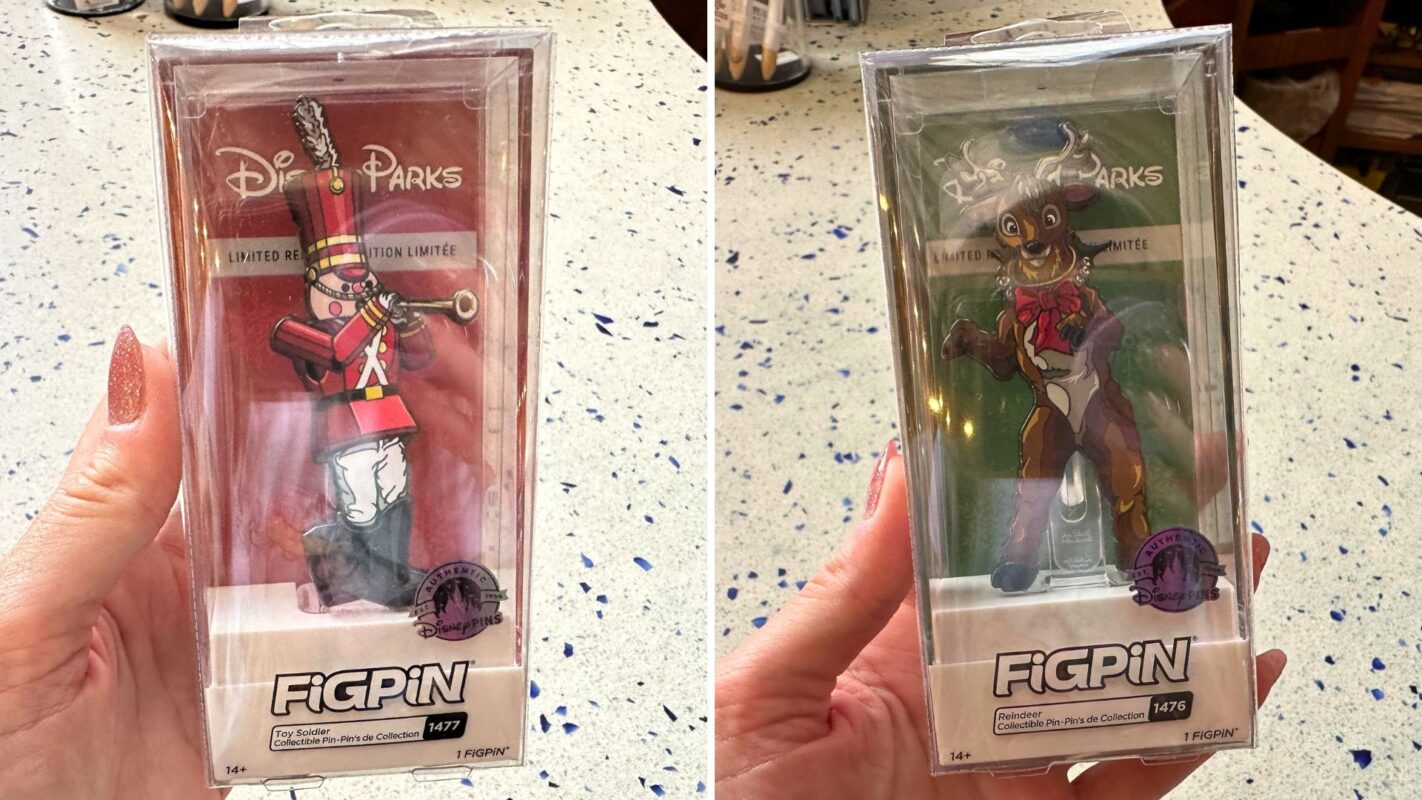 Disney PARKS
LIMITED RE ITION LIMITÉE
AUTHENTIC
EST. 1999
Disney PINS
FiGPiN®
Toy Soldier
Collectible Pin-Pin's de Collection 1477
14+ 1 FiGPiN®
PARKS
LIMITED IMITÉE
AUTHENTIC
EST.
Disney PINS
FiGPiN
Reindeer
Collectible Pin-Pin's de Collection 1476
14+ 1 FiGPiN®